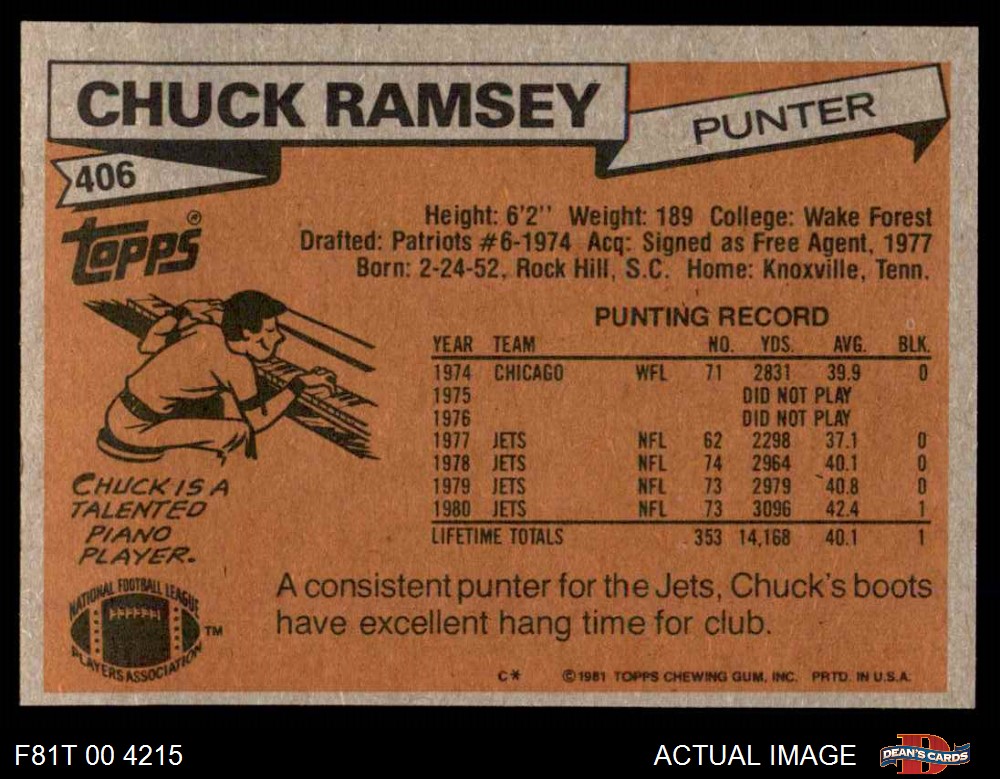 CHUCK RAMSEY
PUNTER
406
TOPPS®
Height: 6'2'' Weight: 189 College: Wake Forest
Drafted: Patriots #6-1974 Acq: Signed as Free Agent, 1977
Born: 2-24-52, Rock Hill, S.C. Home: Knoxville, Tenn.
PUNTING RECORD
YEAR TEAM NO. YDS. AVG. BLK.
1974 CHICAGO WFL 71 2831 39.9 0
1975 DID NOT PLAY
1976 DID NOT PLAY
1977 JETS NFL 62 2298 37.1 0
1978 JETS NFL 74 2964 40.1 0
1979 JETS NFL 73 2979 40.8 0
1980 JETS NFL 73 3096 42.4 1
LIFETIME TOTALS 353 14,168 40.1 1
CHUCK IS A
TALENTED
PIANO
PLAYER.
NATIONAL FOOTBALL LEAGUE
PLAYERS ASSOCIATION
TM
A consistent punter for the Jets, Chuck's boots
have excellent hang time for club.
C* ©1981 TOPPS CHEWING GUM, INC. PRTD. IN U.S.A.
F81T 00 4215
ACTUAL IMAGE
D
DEAN'S CARDS